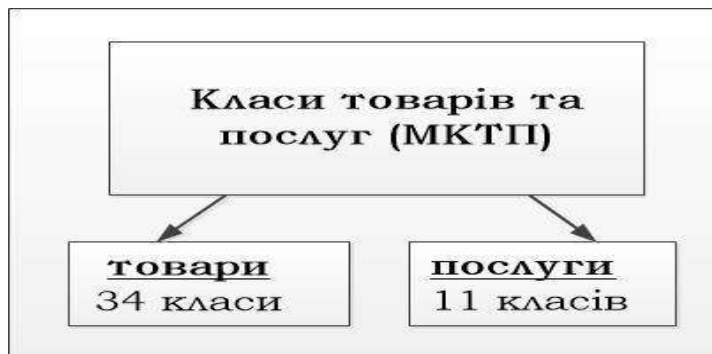 Класи товарів та
послуг (МКТП)
товари
34 класи
послуги
11 класів